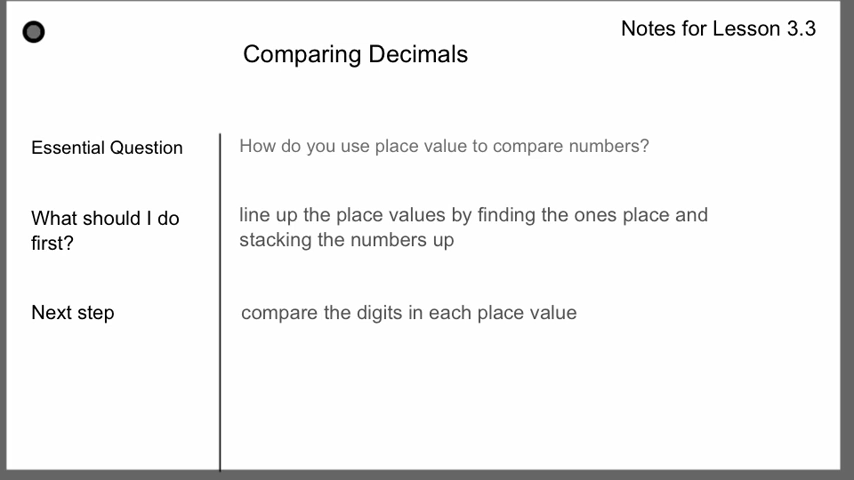 Notes for Lesson 3.3
Comparing Decimals
Essential Question
How do you use place value to compare numbers?
What should I do
first?
line up the place values by finding the ones place and
stacking the numbers up
Next step
compare the digits in each place value